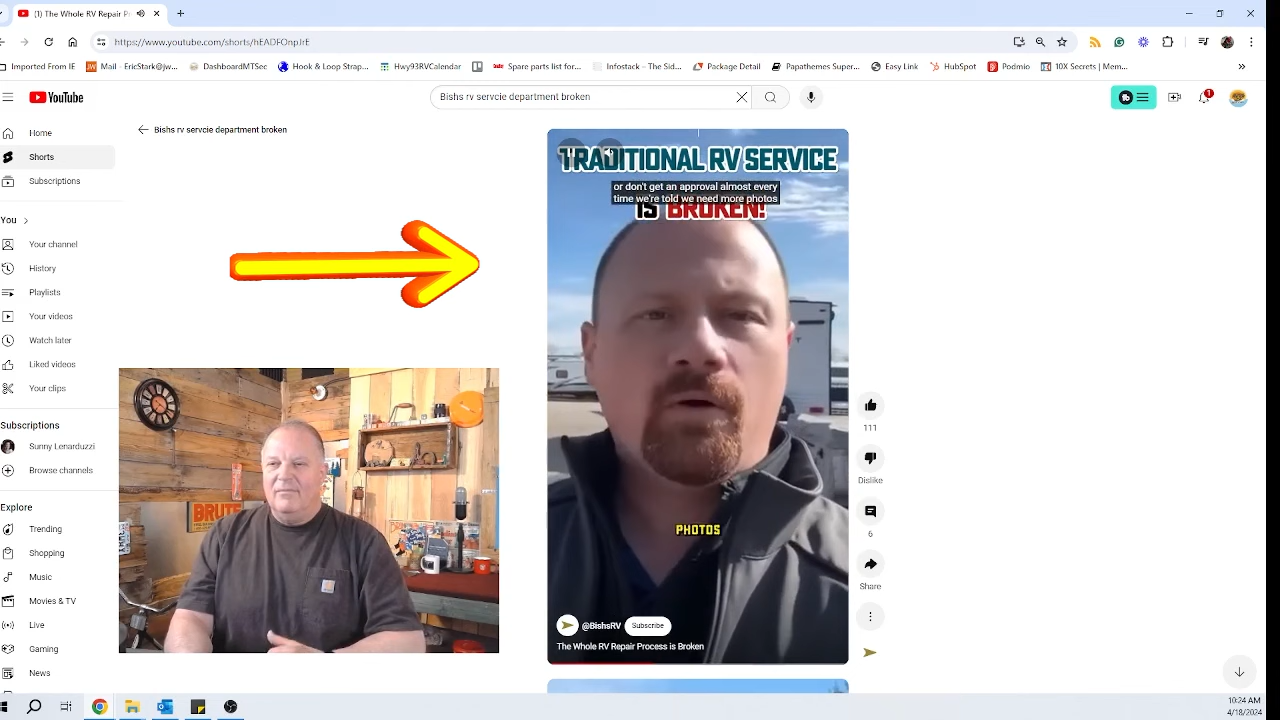 (1) The Whole RV Repair P
https://www.youtube.com/shorts/hEADFOnpJrE
Imported From IE
Mail - EricStark@jw...
DashboardMTSec
Hook & Loop Strap...
Hwy93RVCalendar
Spare parts list for...
Infostack – The Sid...
Package Detail
Empatheres Super...
Easy Link
HubSpot
Podmio
10X Secrets | Mem...
YouTube
Bishs rv servcie department broken
1
Home
Shorts
Subscriptions
You
Your channel
History
Playlists
Your videos
Watch later
Liked videos
Your clips
Subscriptions
Sunny Lenarduzzi
Browse channels
Explore
Trending
Shopping
Music
Movies & TV
Live
Gaming
News
Bishs rv servcie department broken
TRADITIONAL RV SERVICE
or don't get an approval almost every
time we're told we need more photos
IS BROKEN!
PHOTOS
@BishsRV
Subscribe
The Whole RV Repair Process is Broken
111
Dislike
6
Share
BRUTE
10:24 AM
4/18/2024